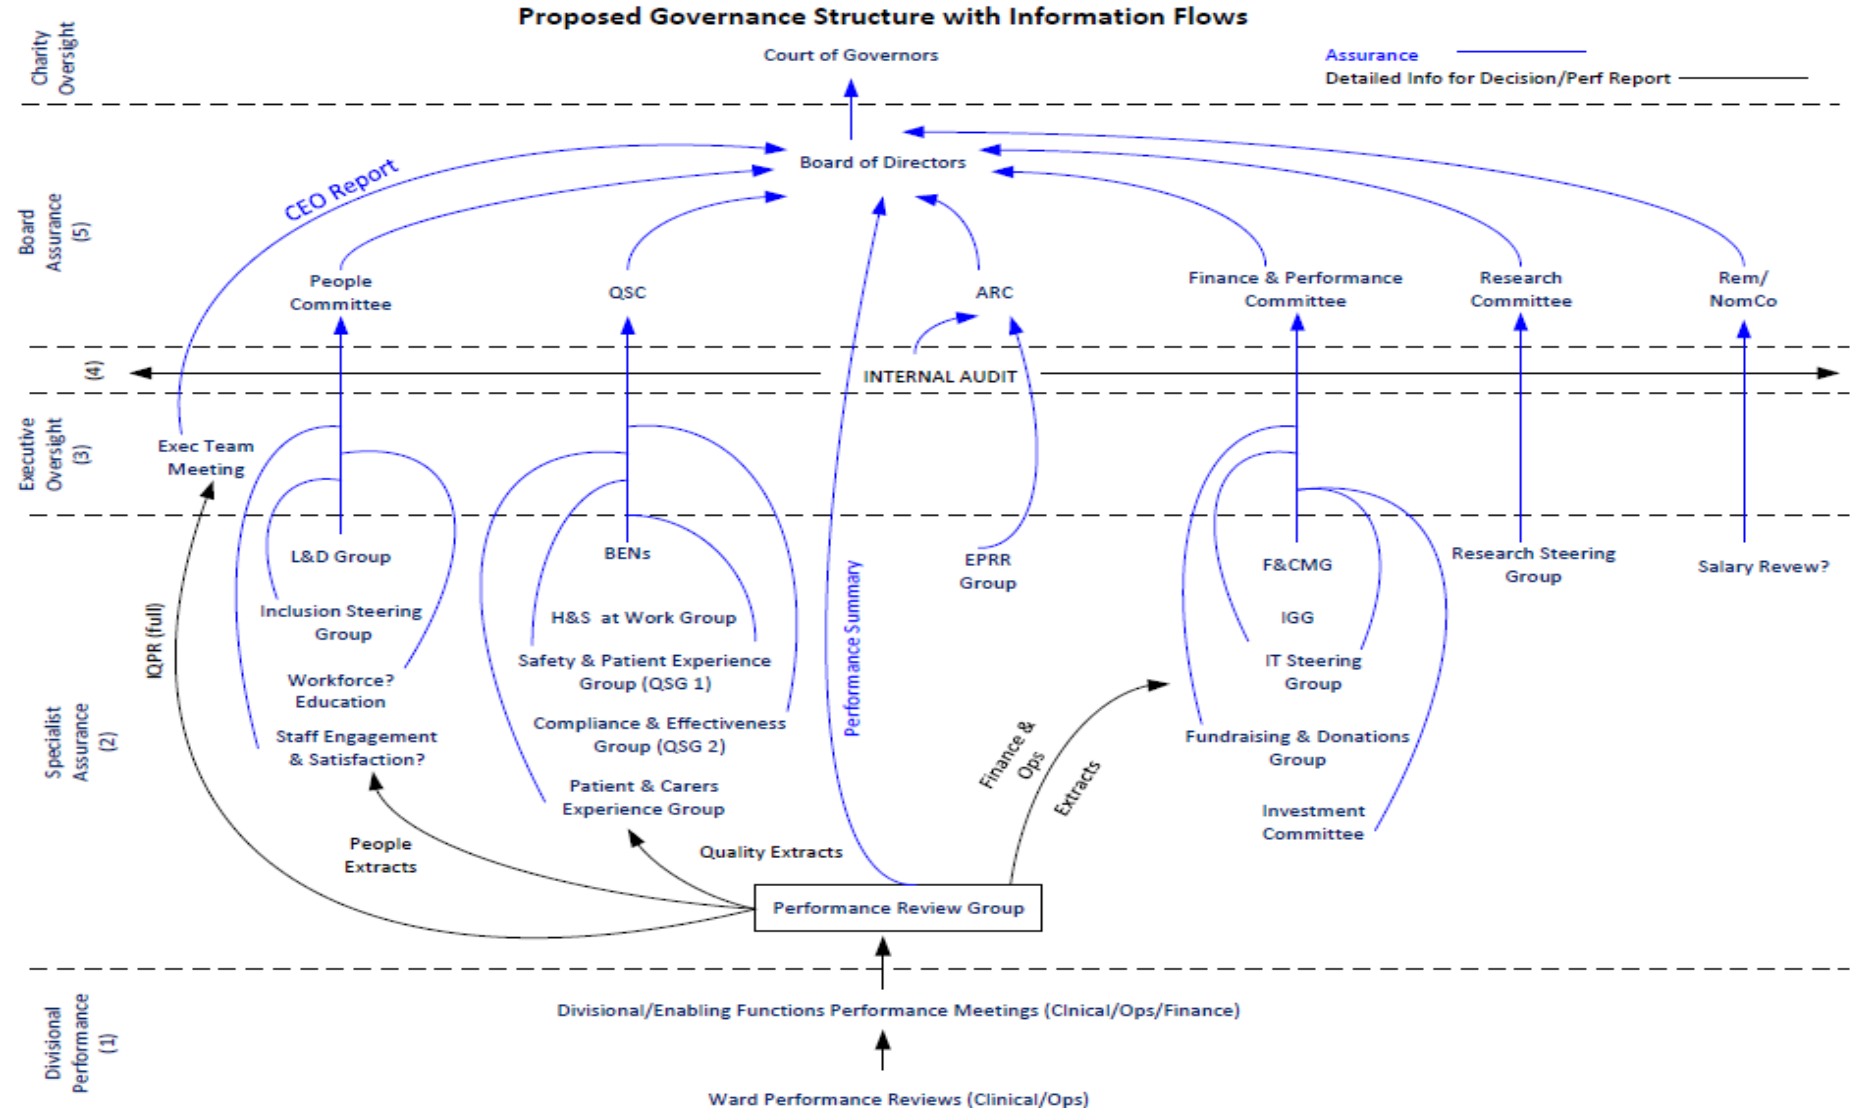 Proposed Governance Structure with Information Flows
Charity
Oversight
Court of Governors
Assurance
Detailed Info for Decision/Perf Report
Board
Assurance
(5)
CEO Report
Board of Directors
People
Committee
QSC
ARC
Finance & Performance
Committee
Research
Committee
Rem/
NomCo
(4)
INTERNAL AUDIT
Executive
Oversight
(3)
Exec Team
Meeting
Specialist
Assurance
(2)
IQPR (full)
L&D Group
Inclusion Steering
Group
Workforce?
Education
Staff Engagement
& Satisfaction?
BENs
H&S at Work Group
Safety & Patient Experience
Group (QSG 1)
Compliance & Effectiveness
Group (QSG 2)
Patient & Carers
Experience Group
Performance Summary
EPRR
Group
F&CMG
IGG
IT Steering
Group
Fundraising & Donations
Group
Investment
Committee
Research Steering
Group
Salary Revew?
People
Extracts
Quality Extracts
Finance &
Ops
Extracts
Performance Review Group
Divisional
Performance
(1)
Divisional/Enabling Functions Performance Meetings (Clnical/Ops/Finance)
Ward Performance Reviews (Clinical/Ops)